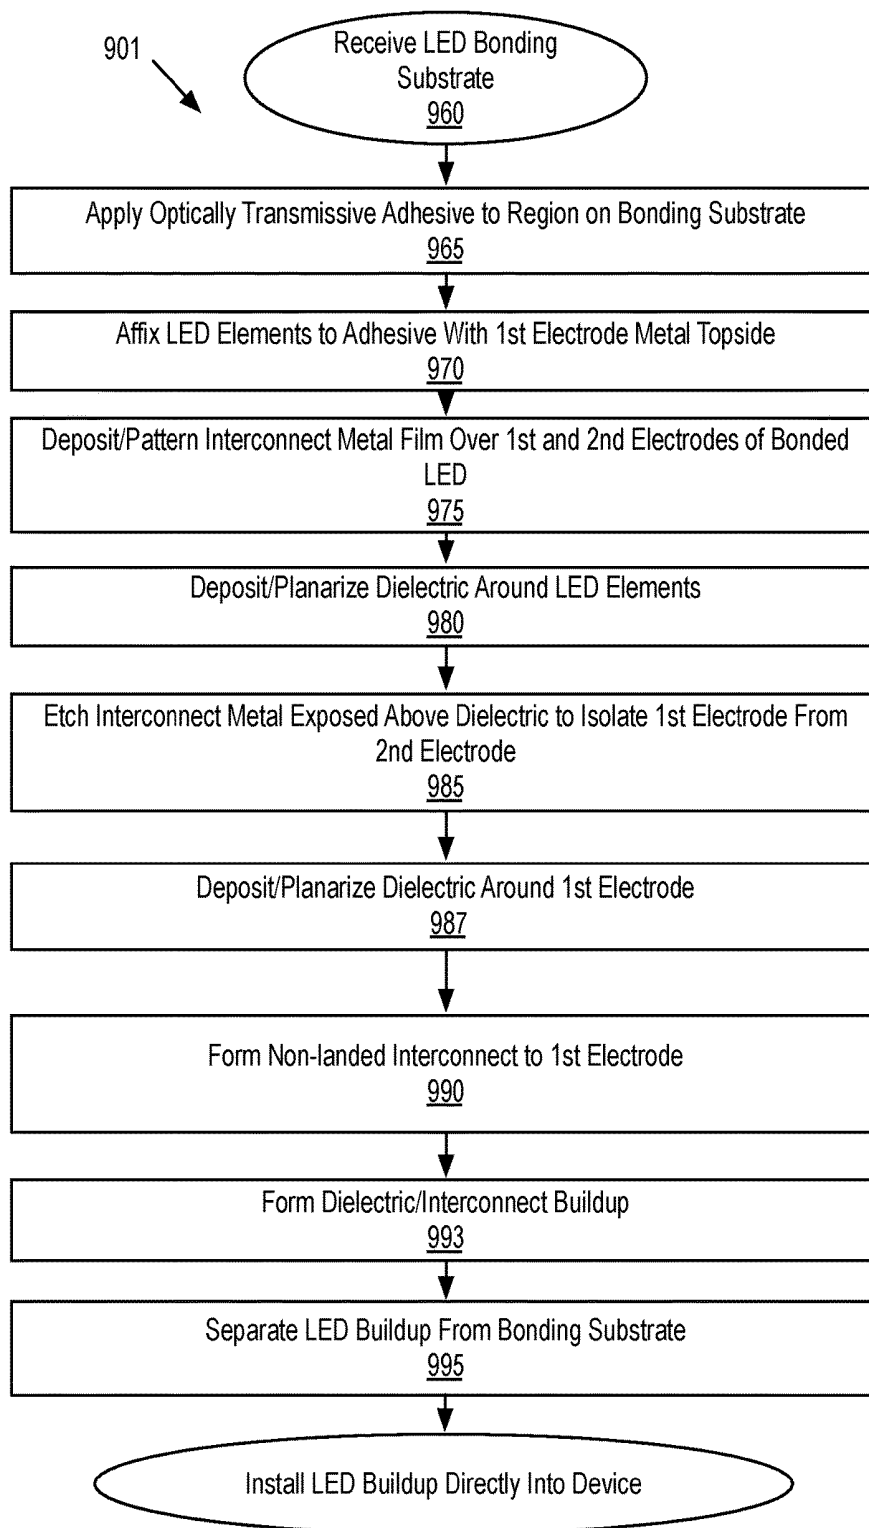 901
Receive LED Bonding
Substrate
960
Apply Optically Transmissive Adhesive to Region on Bonding Substrate
965
Affix LED Elements to Adhesive With 1st Electrode Metal Topside
970
Deposit/Pattern Interconnect Metal Film Over 1st and 2nd Electrodes of Bonded
LED
975
Deposit/Planarize Dielectric Around LED Elements
980
Etch Interconnect Metal Exposed Above Dielectric to Isolate 1st Electrode From
2nd Electrode
985
Deposit/Planarize Dielectric Around 1st Electrode
987
Form Non-landed Interconnect to 1st Electrode
990
Form Dielectric/Interconnect Buildup
993
Separate LED Buildup From Bonding Substrate
995
Install LED Buildup Directly Into Device